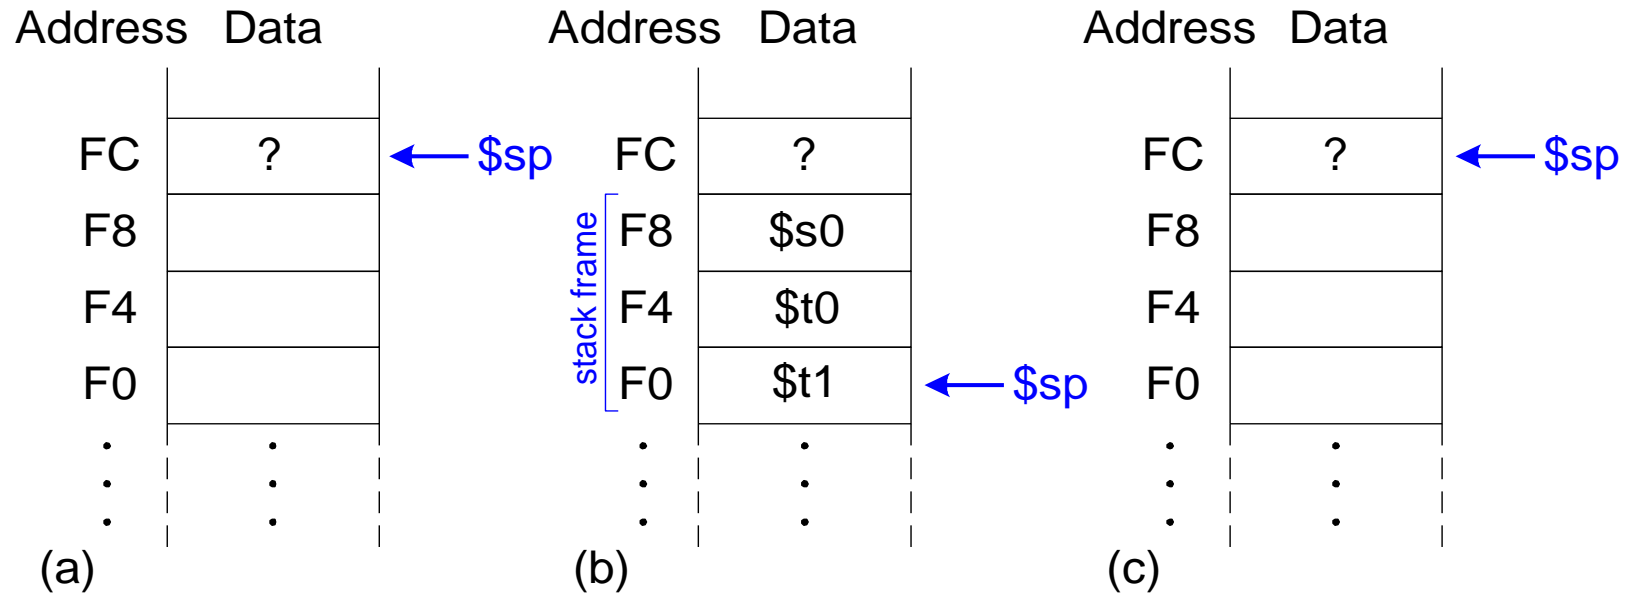 Address Data
FC ? $sp
F8
F4
F0
(a)
Address Data
FC ?
stack frame
F8 $s0
F4 $t0
F0 $t1 $sp
(b)
Address Data
FC ? $sp
F8
F4
F0
(c)